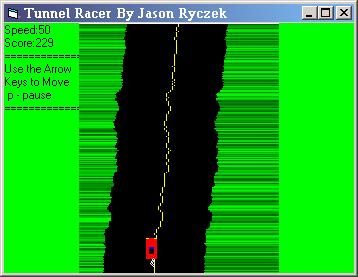 Tunnel Racer By Jason Ryczek
Speed:50
Score:229
=============
Use the Arrow
Keys to Move
p - pause
=============